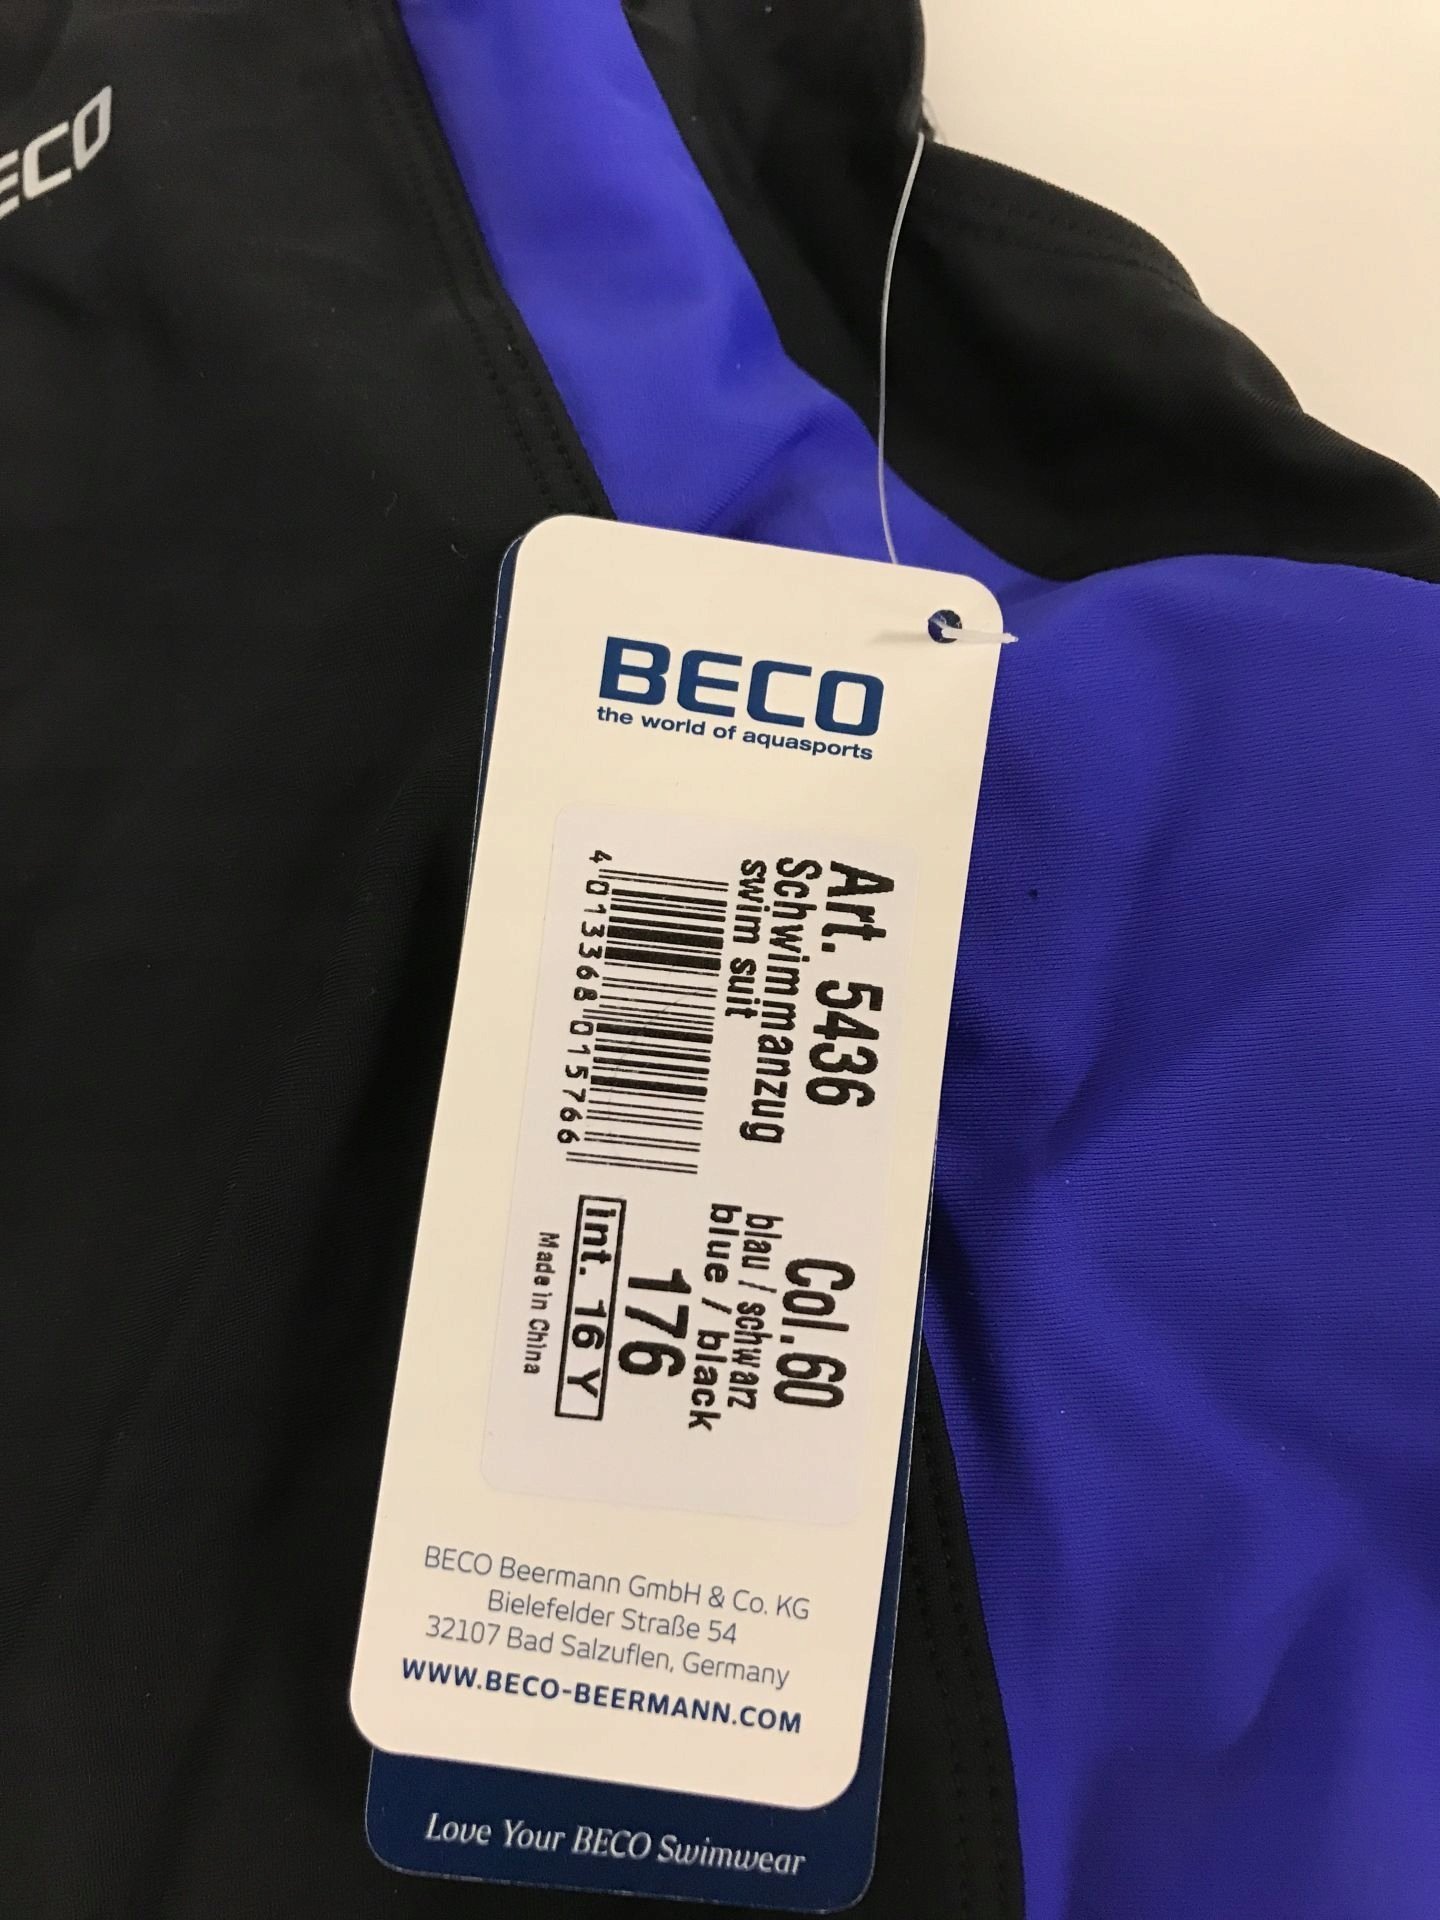 BECO
BECO
the world of aquasports
Art. 5436
Schwimmanzug
swim suit
4 013368 015766
Col. 60
blau / schwarz
blue / black
176
int. 16 Y
Made in China
BECO Beermann GmbH & Co. KG
Bielefelder Straße 54
32107 Bad Salzuflen, Germany
WWW.BECO-BEERMANN.COM
Love Your BECO Swimwear